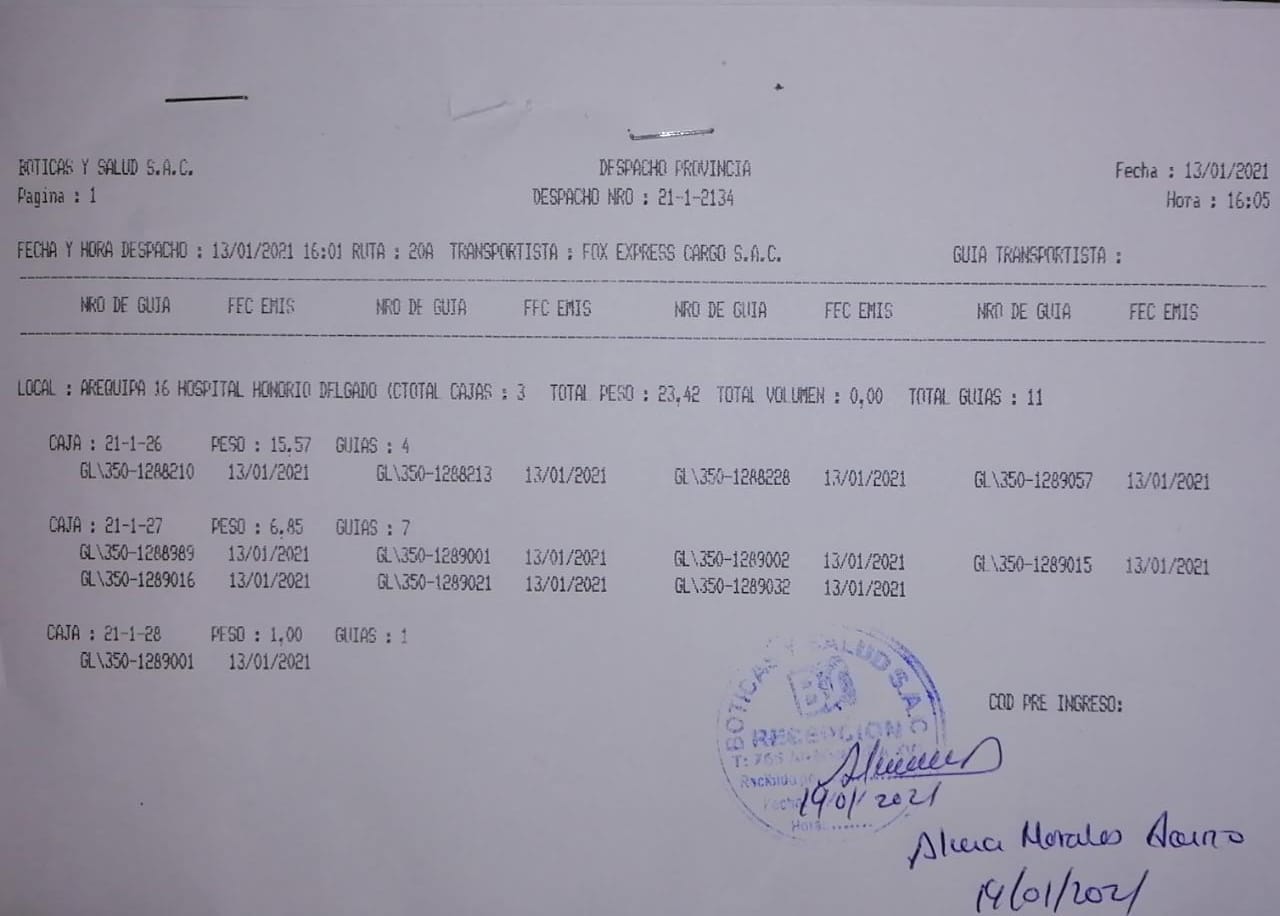 BOTICAS Y SALUD S.A.C. DESPACHO PROVINCIA Fecha : 13/01/2021
Pagina : 1 DESPACHO NRO : 21-1-2134 Hora : 16:05
FECHA Y HORA DESPACHO : 13/01/2021 16:01 RUTA : 20A TRANSPORTISTA : FOX EXPRESS CARGO S.A.C. GUIA TRANSPORTISTA :
NRO DE GUIA FEC EMIS NRO DE GUIA FEC EMIS NRO DE GUIA FEC EMIS NRO DE GUIA FEC EMIS
LOCAL : AREQUIPA 16 HOSPITAL HONORIO DELGADO (CTOTAL CAJAS : 3 TOTAL PESO : 23,42 TOTAL VOLUMEN : 0,00 TOTAL GUIAS : 11
CAJA : 21-1-26 PESO : 15,57 GUIAS : 4
GL\350-1288210 13/01/2021 GL\350-1288213 13/01/2021 GL\350-1288228 13/01/2021 GL\350-1289057 13/01/2021
CAJA : 21-1-27 PESO : 6,85 GUIAS : 7
GL\350-1288989 13/01/2021 GL\350-1289001 13/01/2021 GL\350-1289002 13/01/2021 GL\350-1289015 13/01/2021
GL\350-1289016 13/01/2021 GL\350-1289021 13/01/2021 GL\350-1289032 13/01/2021
CAJA : 21-1-28 PESO : 1,00 GUIAS : 1
GL\350-1289001 13/01/2021
BOTICAS Y SALUD S.A.C
COD PRE INGRESO:
RECEPCION
Recibido por
Fecha 19/01/2021
Hora:.......
Morales
19/01/2021